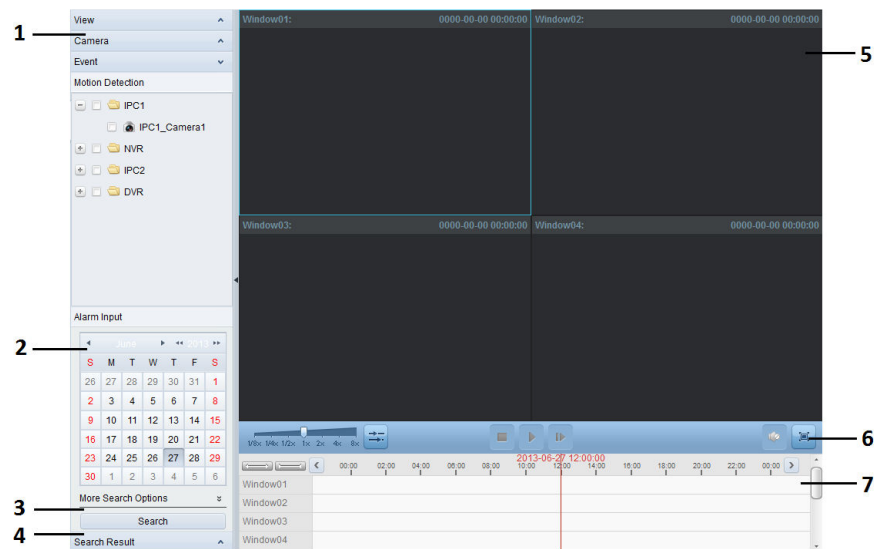 View
1
Camera
Event
Motion Detection
IPC1
IPC1_Camera1
NVR
IPC2
DVR
Alarm Input
2
June 2013
S M T W T F S
26 27 28 29 30 31 1
2 3 4 5 6 7 8
9 10 11 12 13 14 15
16 17 18 19 20 21 22
23 24 25 26 27 28 29
30 1 2 3 4 5 6
More Search Options
3
Search
4
Search Result
Window01: 0000-00-00 00:00:00
Window02: 0000-00-00 00:00:00
5
Window03: 0000-00-00 00:00:00
Window04: 0000-00-00 00:00:00
1/8x 1/4x 1/2x 1x 2x 4x 8x
6
2013-06-27 12:00:00
00:00 02:00 04:00 06:00 08:00 10:00 12:00 14:00 16:00 18:00 20:00 22:00 00:00
Window01
7
Window02
Window03
Window04